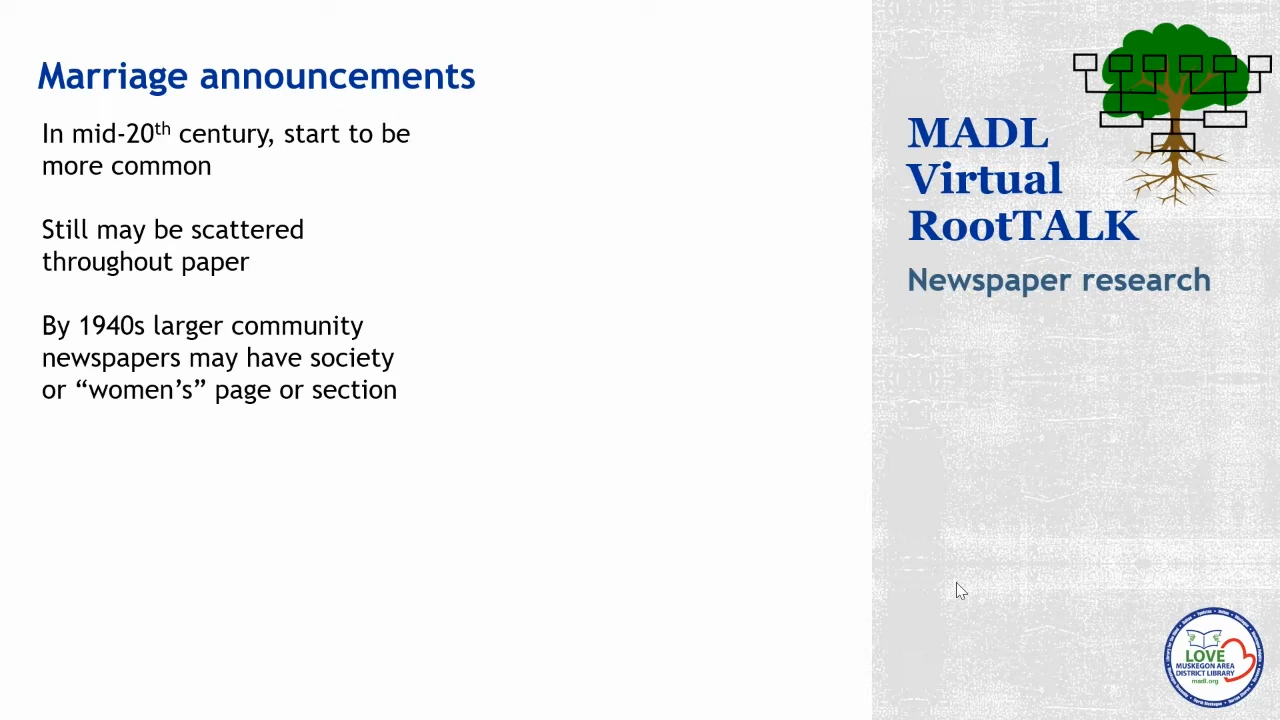 Marriage announcements
In mid-20th century, start to be
more common
Still may be scattered
throughout paper
By 1940s larger community
newspapers may have society
or “women’s” page or section
MADL
Virtual
RootTALK
Newspaper research
LOVE
MUSKEGON AREA
DISTRICT LIBRARY
madl.org